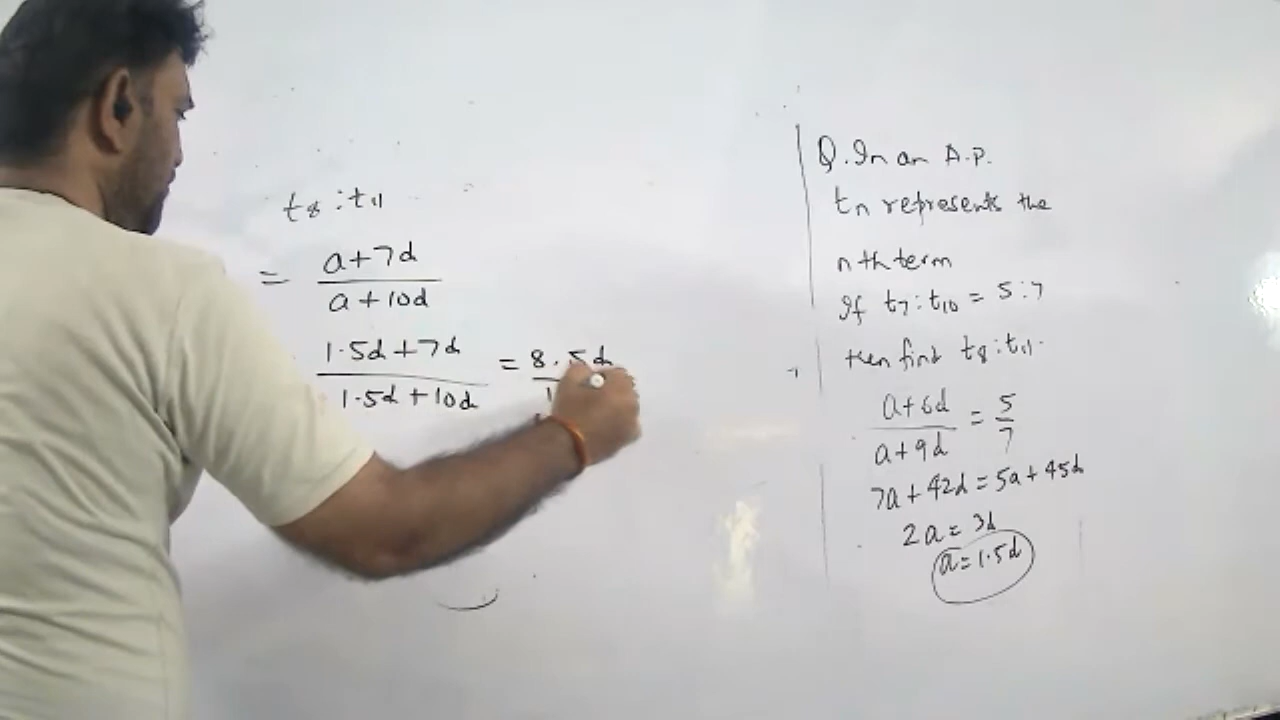 t8 : t11
= a+7d
a+10d
1.5d+7d = 8.5d
1.5d+10d 1
Q. In an A.P.
tn represents the
nth term
If t7 : t10 = 5:7
then find t8 : t11.
a+6d = 5
a+9d 7
7a+42d = 5a+45d
2a = 3d
a = 1.5d